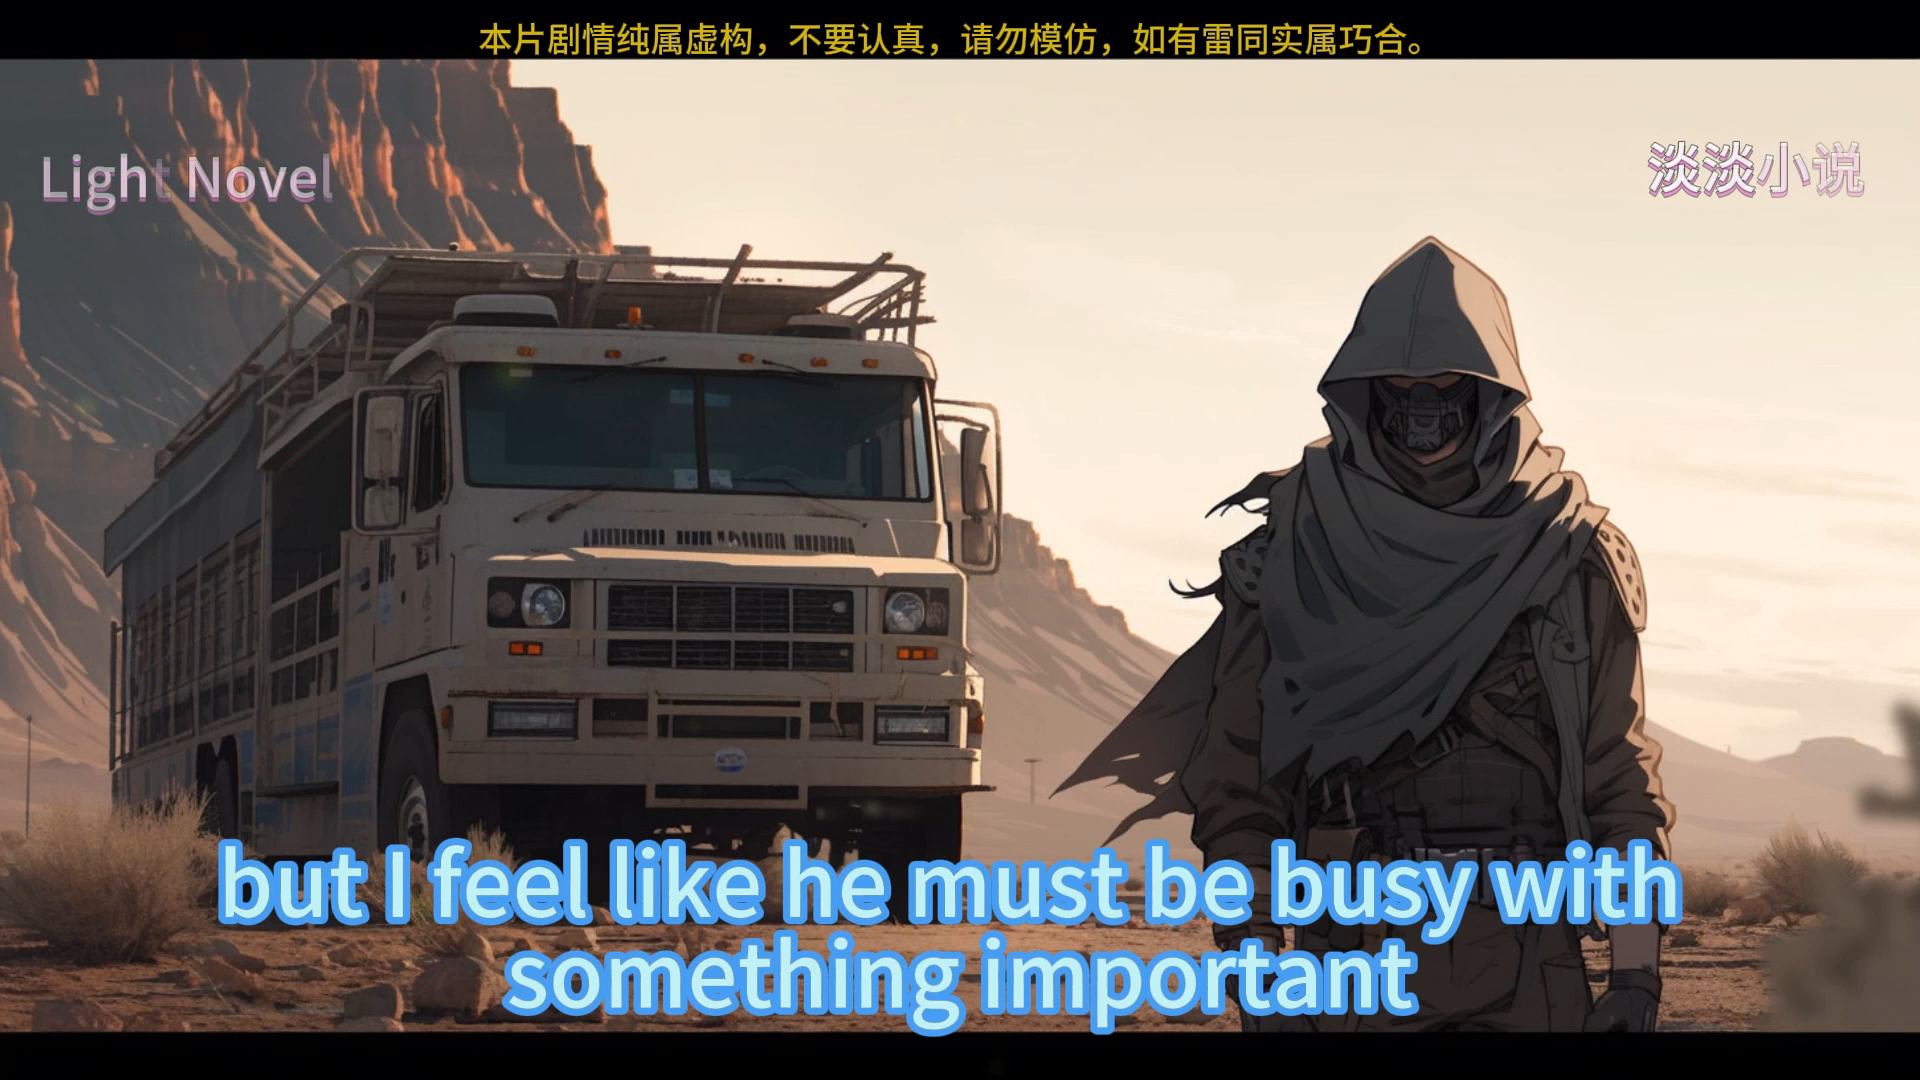 本片剧情纯属虚构，不要认真，请勿模仿，如有雷同实属巧合。
Light Novel
淡淡小说
but I feel like he must be busy with
something important